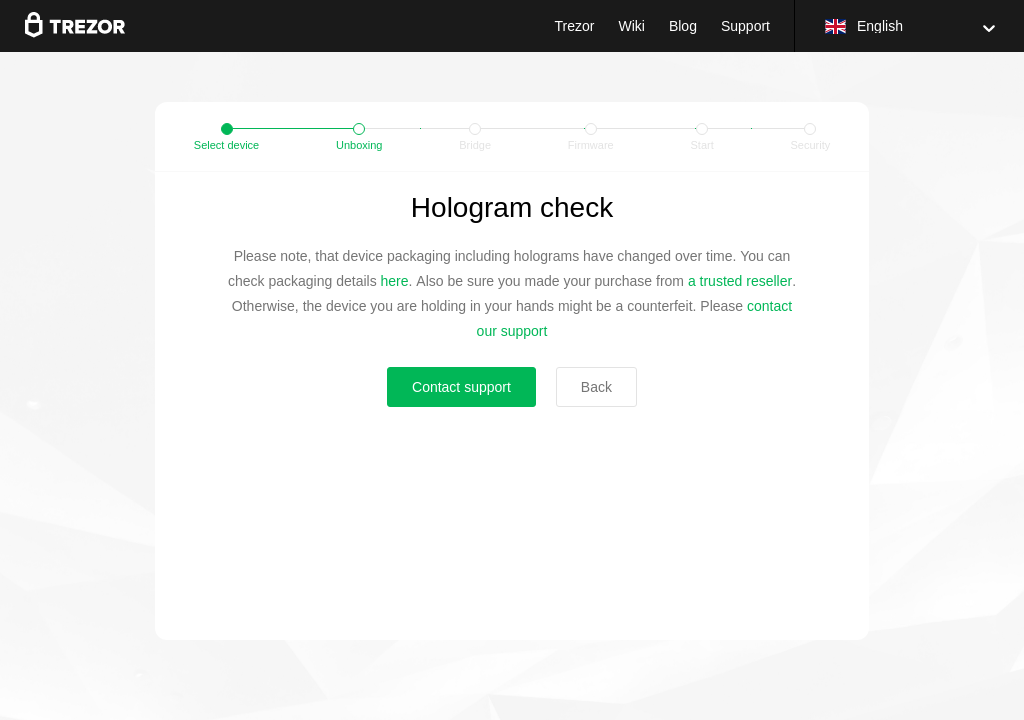 TREZOR
Trezor Wiki Blog Support English
Select device Unboxing Bridge Firmware Start Security
Hologram check
Please note, that device packaging including holograms have changed over time. You can
check packaging details here. Also be sure you made your purchase from a trusted reseller.
Otherwise, the device you are holding in your hands might be a counterfeit. Please contact
our support
Contact support Back